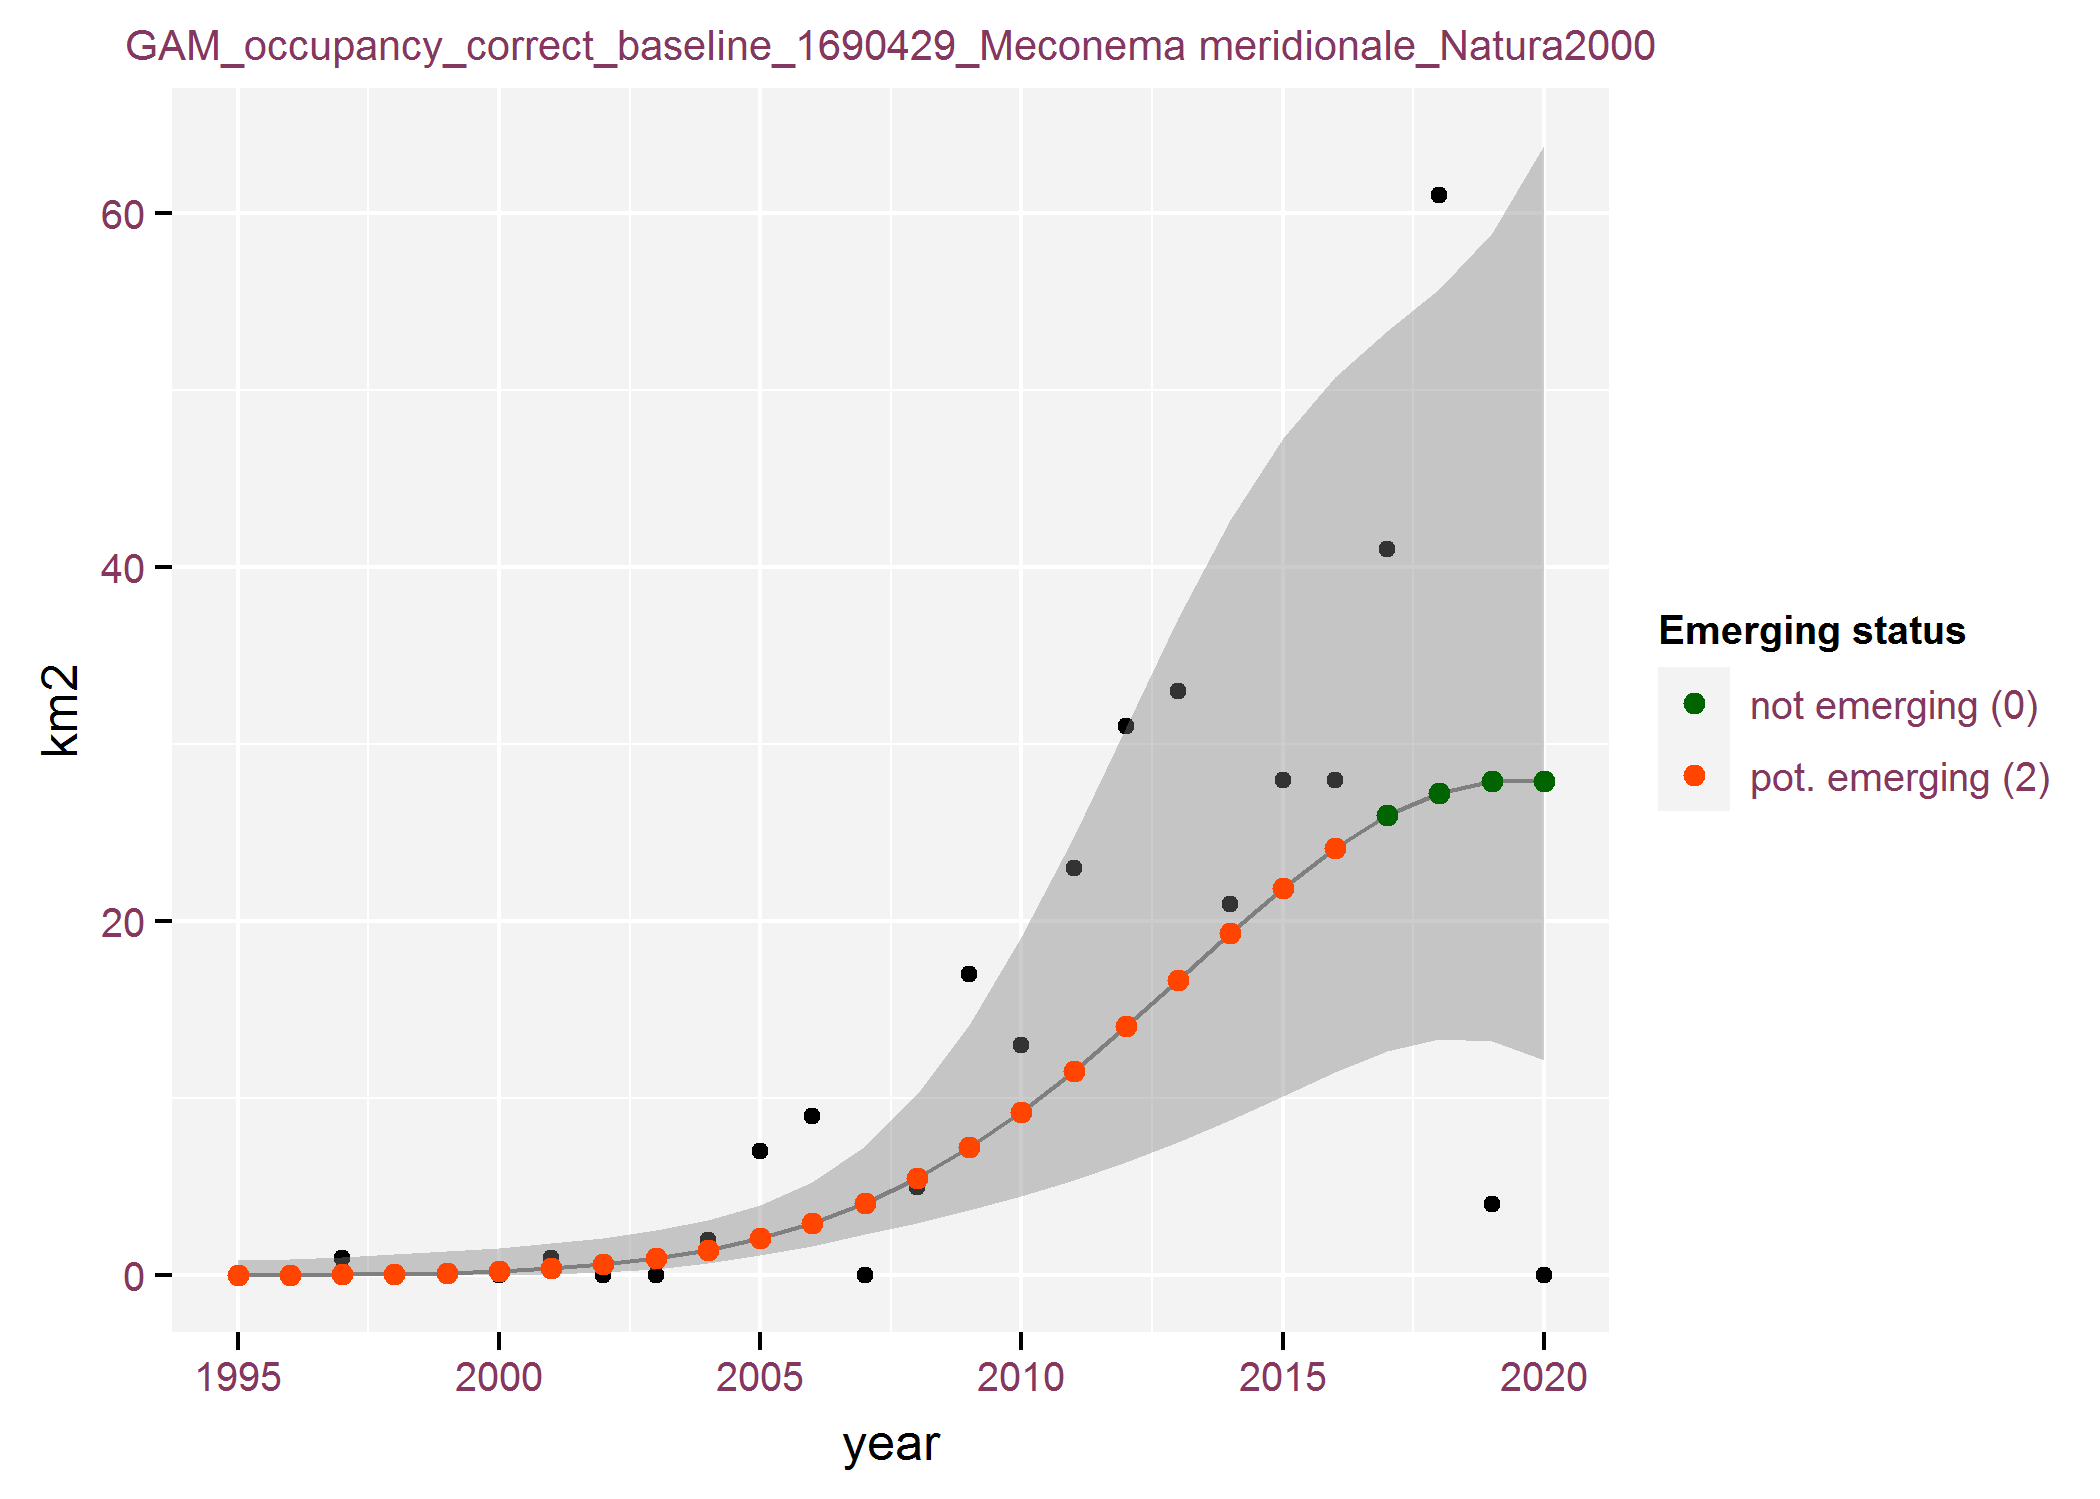 GAM_occupancy_correct_baseline_1690429_Meconema meridionale_Natura2000
60
40
20
0
km2
1995 2000 2005 2010 2015 2020
year
Emerging status
not emerging (0)
pot. emerging (2)